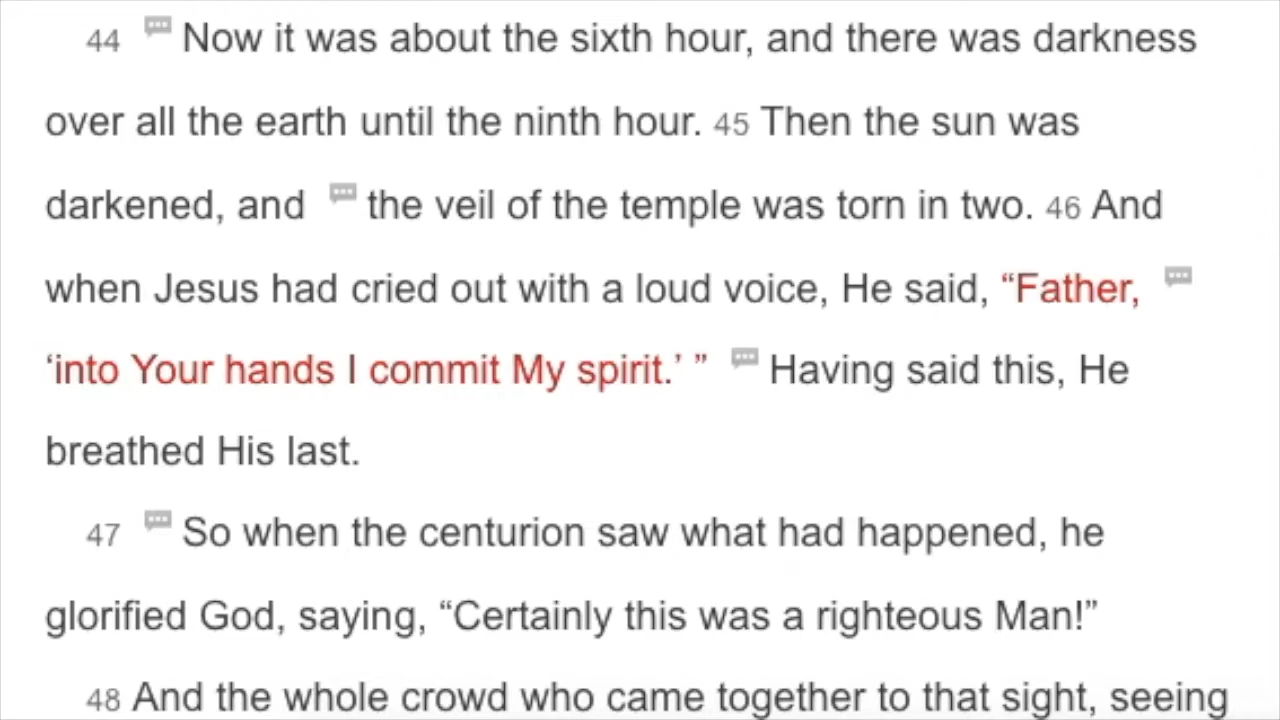 44 Now it was about the sixth hour, and there was darkness
over all the earth until the ninth hour. 45 Then the sun was
darkened, and the veil of the temple was torn in two. 46 And
when Jesus had cried out with a loud voice, He said, “Father,
‘into Your hands I commit My spirit.’ ” Having said this, He
breathed His last.
47 So when the centurion saw what had happened, he
glorified God, saying, “Certainly this was a righteous Man!”
48 And the whole crowd who came together to that sight, seeing